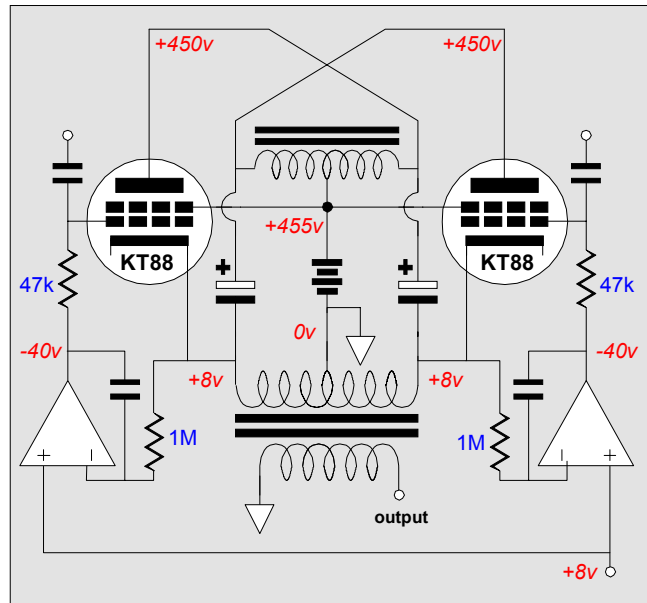 +450v +450v
+455v
KT88 KT88
47k 47k
+ +
0v
-40v -40v
+8v +8v
1M 1M
+ − − +
output
+8v